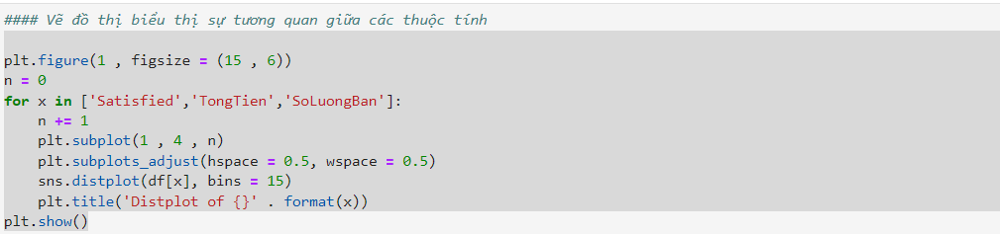 #### Vẽ đồ thị biểu thị sự tương quan giữa các thuộc tính
plt.figure(1 , figsize = (15 , 6))
n = 0
for x in ['Satisfied','TongTien','SoLuongBan']:
    n += 1
    plt.subplot(1 , 4 , n)
    plt.subplots_adjust(hspace = 0.5, wspace = 0.5)
    sns.distplot(df[x], bins = 15)
    plt.title('Distplot of {}' . format(x))
plt.show()